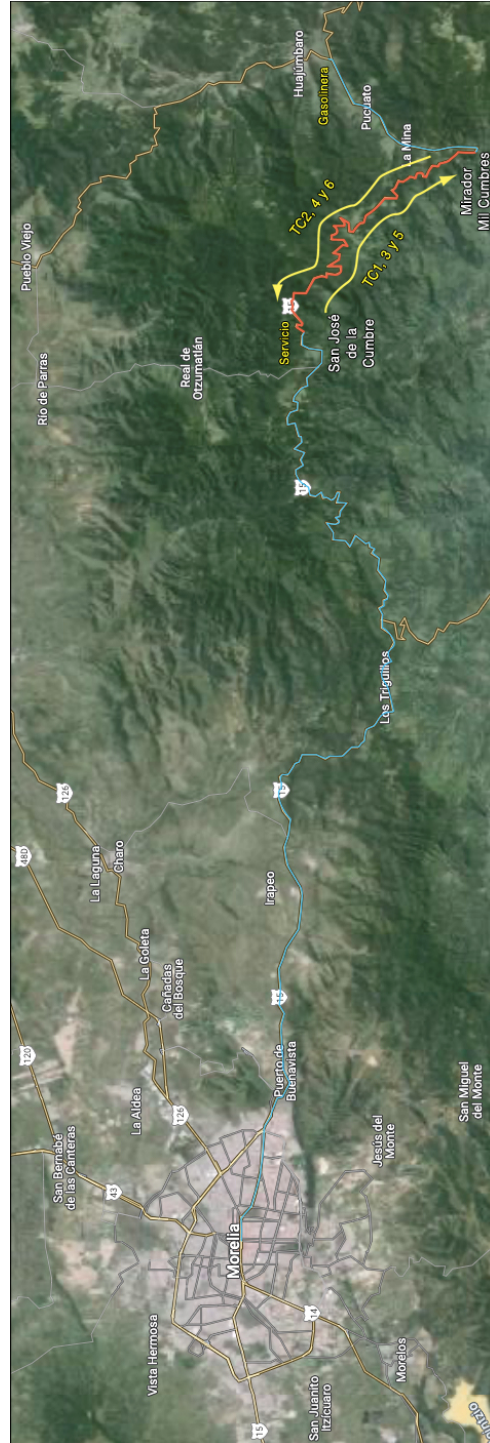 120
48D
126
Río de Parras
Pueblo Viejo
San Bernabé
de las Canteras
43
La Laguna
Charo
La Aldea
La Goleta
Cañadas
del Bosque
126
Vista Hermosa
Real de
Otzumatlán
Morelia
15
Puerto de
Buenavista
15
Irapeo
15
15
Servicio
TC2, 4 y 6
Huajúmbaro
Gasolinera
Pucuato
La Mina
TC1, 3 y 5
San José
de la
Cumbre
Mirador
Mil Cumbres
San Juanito
Itzícuaro
14
Morelos
Jesús del
Monte
Los Triguillos
San Miguel
del Monte